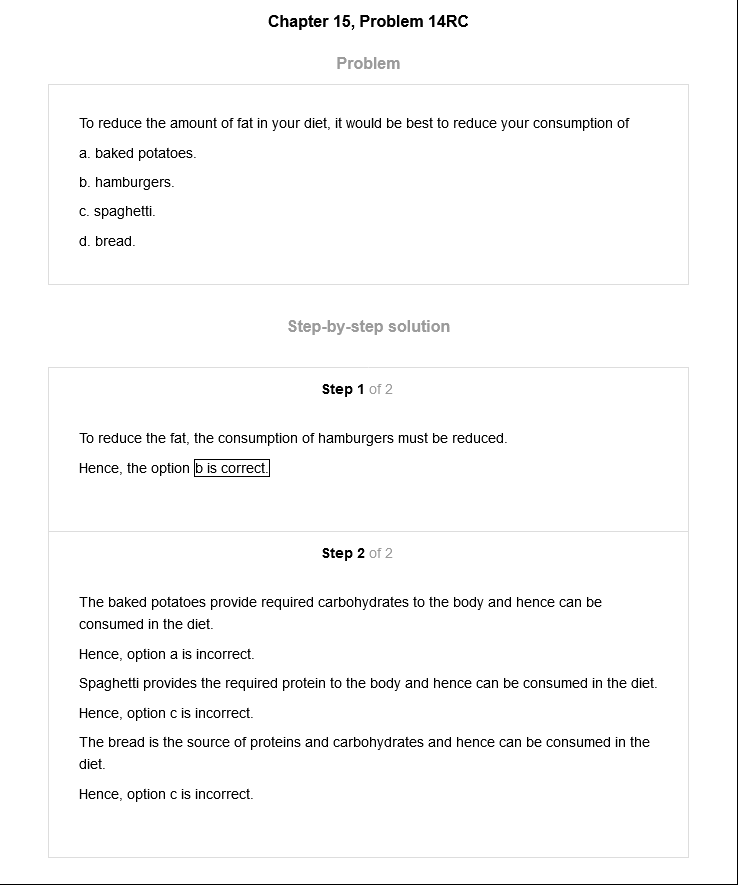 Chapter 15, Problem 14RC
Problem
To reduce the amount of fat in your diet, it would be best to reduce your consumption of
a. baked potatoes.
b. hamburgers.
c. spaghetti.
d. bread.
Step-by-step solution
Step 1 of 2
To reduce the fat, the consumption of hamburgers must be reduced.
Hence, the option b is correct.
Step 2 of 2
The baked potatoes provide required carbohydrates to the body and hence can be
consumed in the diet.
Hence, option a is incorrect.
Spaghetti provides the required protein to the body and hence can be consumed in the diet.
Hence, option c is incorrect.
The bread is the source of proteins and carbohydrates and hence can be consumed in the
diet.
Hence, option c is incorrect.